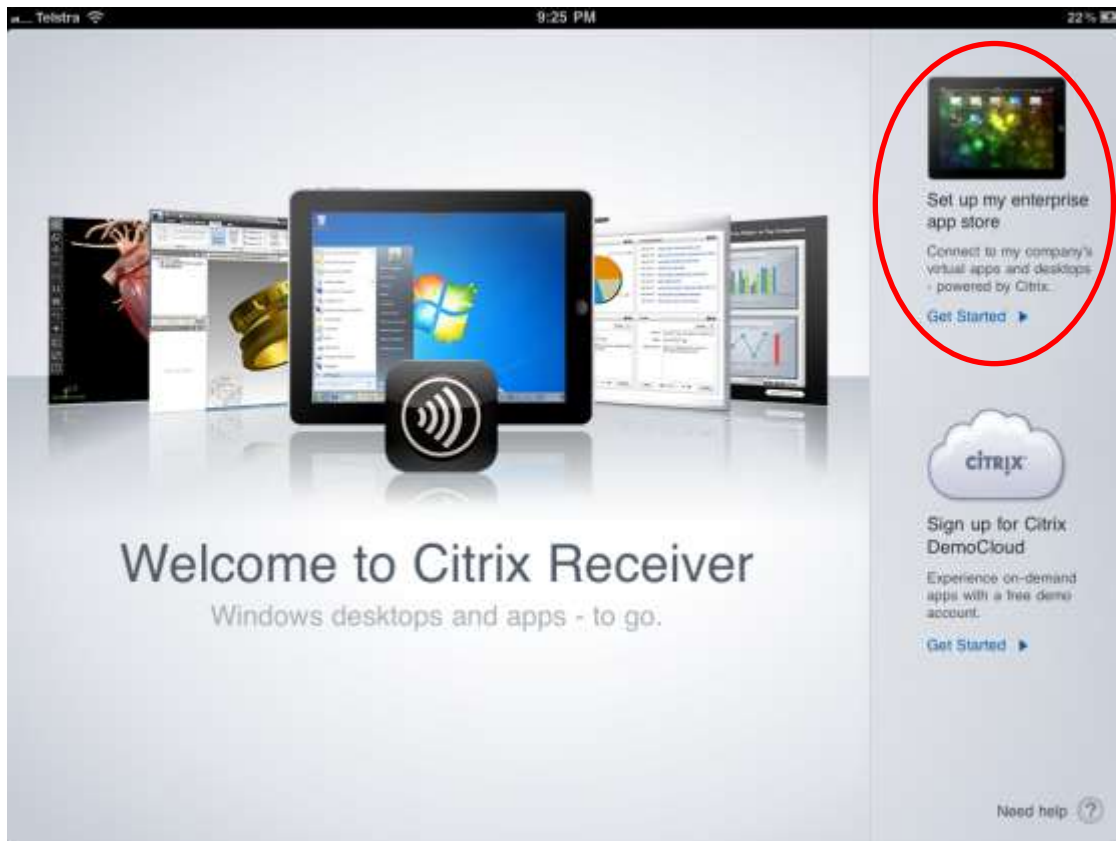 Telstra
9:25 PM
22%
Set up my enterprise
app store
Connect to my company's
virtual apps and desktops
- powered by Citrix.
Get Started
CİTRIX
Sign up for Citrix
DemoCloud
Experience on-demand
apps with a free demo
account.
Get Started
Welcome to Citrix Receiver
Windows desktops and apps - to go.
Need help ?